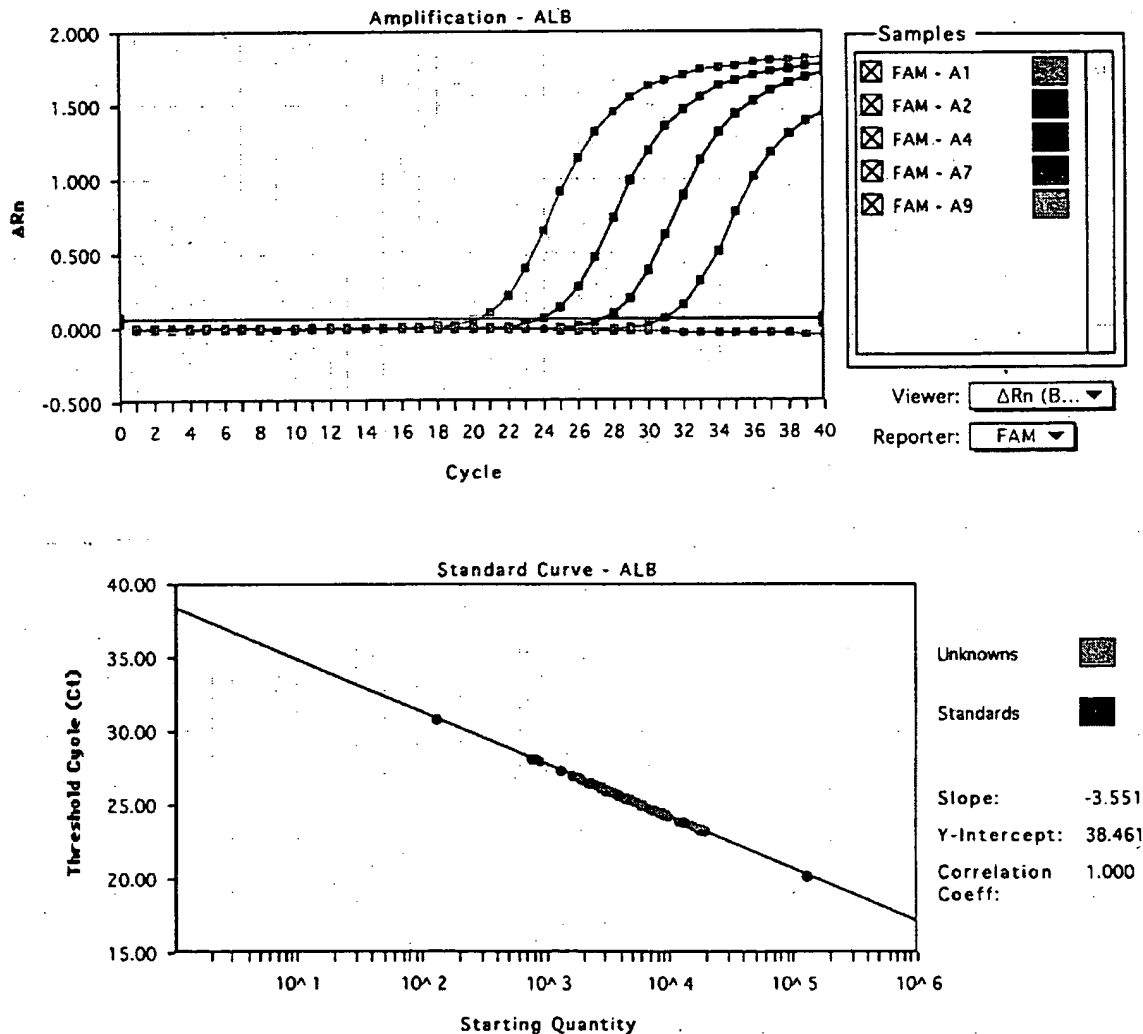 Amplification - ALB
2.000
1.500
1.000
0.500
0.000
-0.500
ΔRn
0 2 4 6 8 10 12 14 16 18 20 22 24 26 28 30 32 34 36 38 40
Cycle
Samples
FAM - A1
FAM - A2
FAM - A4
FAM - A7
FAM - A9
Viewer: ΔRn (B... ▼
Reporter: FAM ▼
Standard Curve - ALB
40.00
35.00
30.00
25.00
20.00
15.00
Threshold Cycle (Ct)
10^1 10^2 10^3 10^4 10^5 10^6
Starting Quantity
Unknowns
Standards
Slope: -3.551
Y-Intercept: 38.461
Correlation 1.000
Coeff: